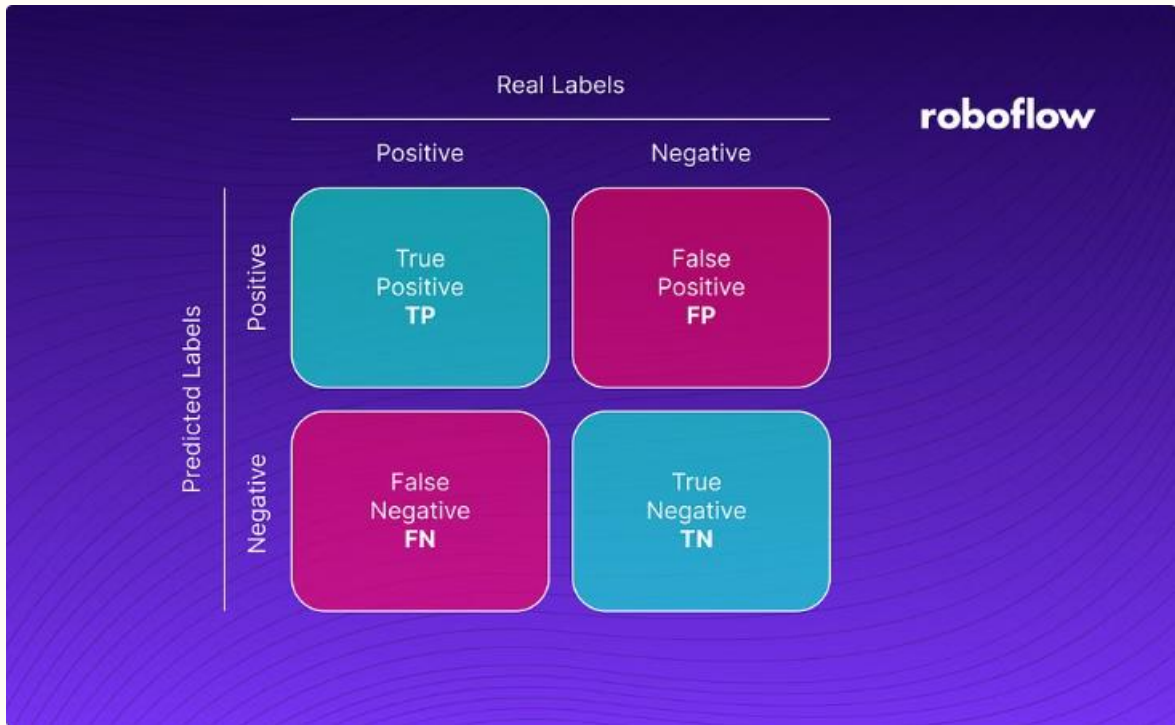 Real Labels
roboflow
Positive
Negative
Predicted Labels
Positive
True
Positive
TP
False
Positive
FP
Negative
False
Negative
FN
True
Negative
TN